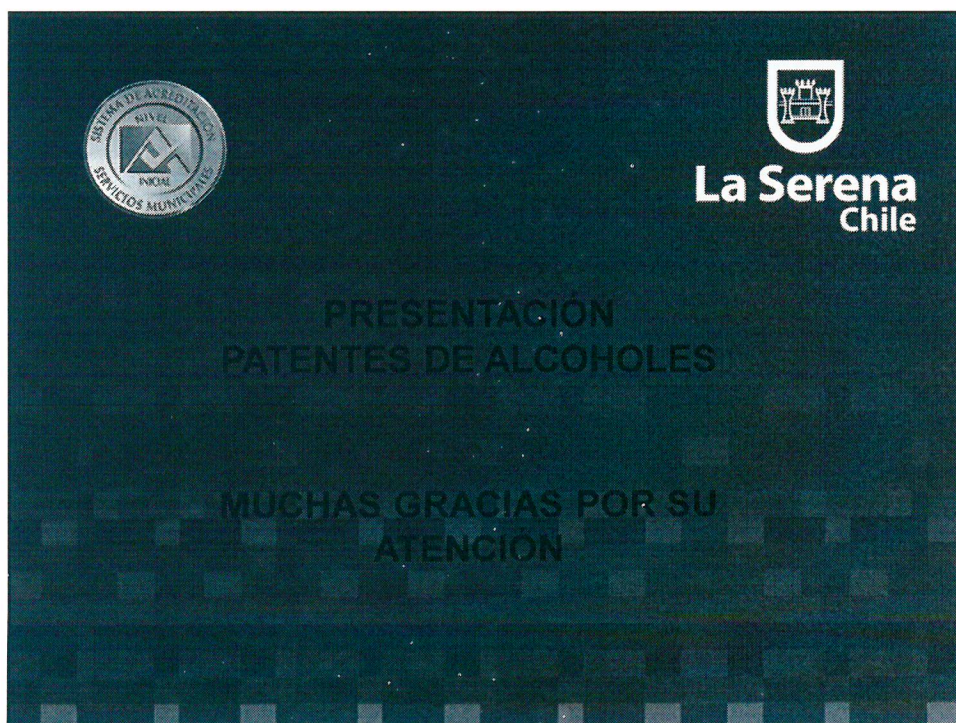 SISTEMA DE ACREDITACIÓN
NIVEL
INICIAL
SERVICIOS MUNICIPALES
La Serena
Chile
PRESENTACIÓN
PATENTES DE ALCOHOLES
MUCHAS GRACIAS POR SU
ATENCIÓN